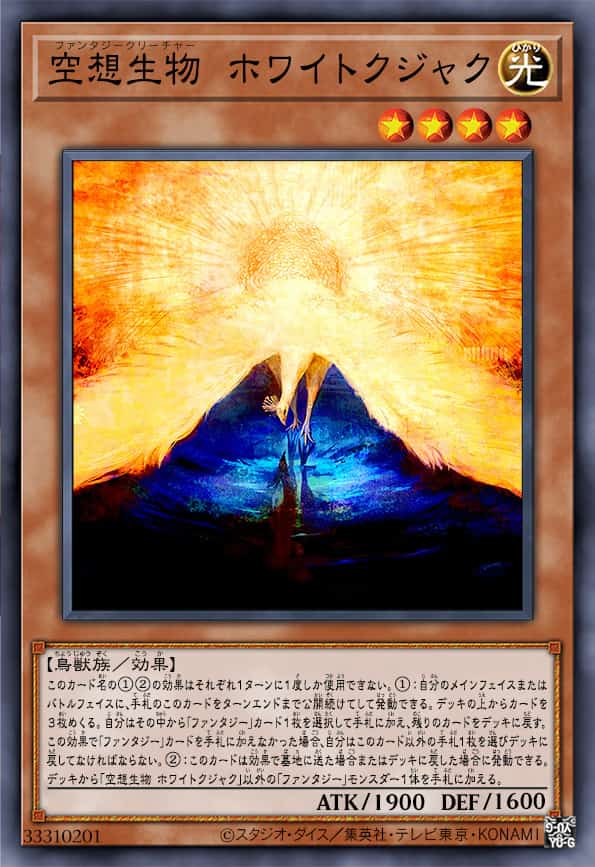 ファンタジークリーチャー
空想生物 ホワイトクジャク
ひかり
光
【鳥獣族／効果】
このカード名の①②の効果はそれぞれ1ターンに1度しか使用できない。①：自分のメインフェイスまたは
バトルフェイスに、手札のこのカードをターンエンドまで公開続けてして発動できる。デッキの上からカードを
3枚めくる。自分はその中から「ファンタジー」カード1枚を選択して手札に加え、残りのカードをデッキに戻す。
この効果で「ファンタジー」カードを手札に加えなかった場合、自分はこのカード以外の手札1枚を選びデッキに
戻してなければならない。②：このカードは効果で墓地に送た場合またはデッキに戻した場合に発動できる。
デッキから「空想生物 ホワイトクジャク」以外の「ファンタジー」モンスター1体を手札に加える。
ATK/1900 DEF/1600
33310201 ©スタジオ・ダイス／集英社・テレビ東京・KONAMI